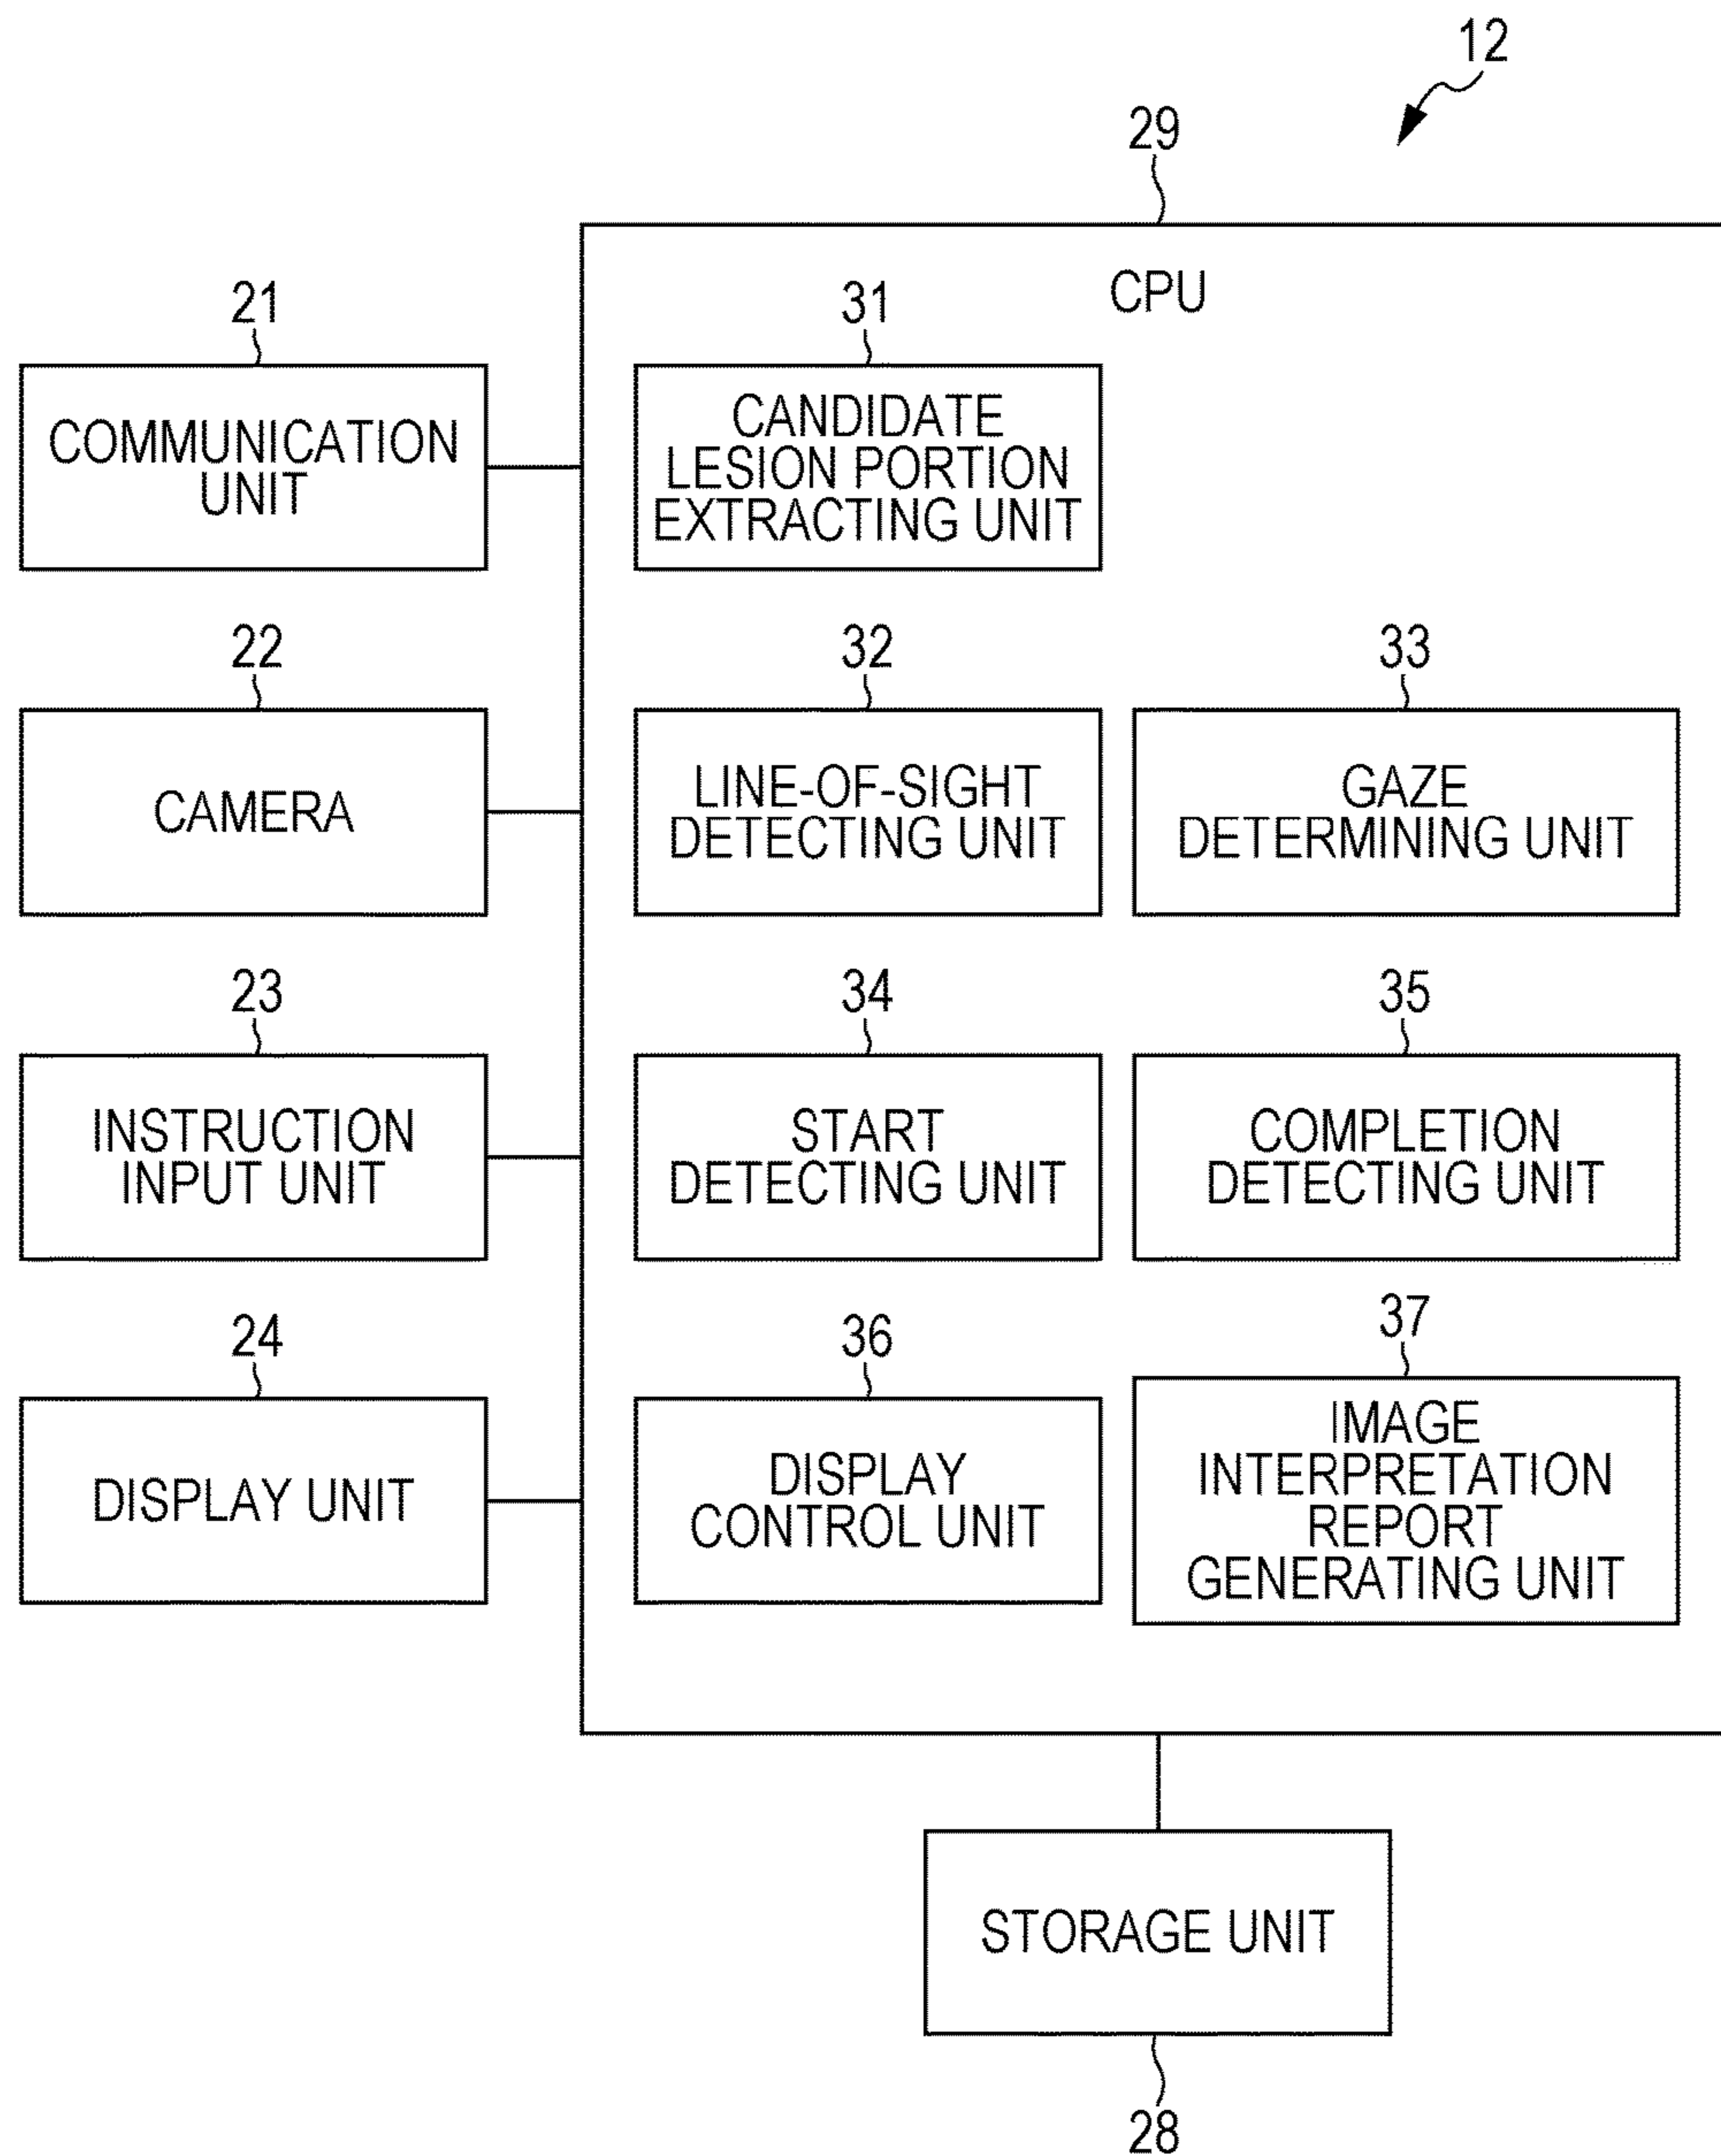 12
29
CPU
21
COMMUNICATION
UNIT
31
CANDIDATE
LESION PORTION
EXTRACTING UNIT
22
CAMERA
32
LINE-OF-SIGHT
DETECTING UNIT
33
GAZE
DETERMINING UNIT
23
INSTRUCTION
INPUT UNIT
34
START
DETECTING UNIT
35
COMPLETION
DETECTING UNIT
24
DISPLAY UNIT
36
DISPLAY
CONTROL UNIT
37
IMAGE
INTERPRETATION
REPORT
GENERATING UNIT
STORAGE UNIT
28